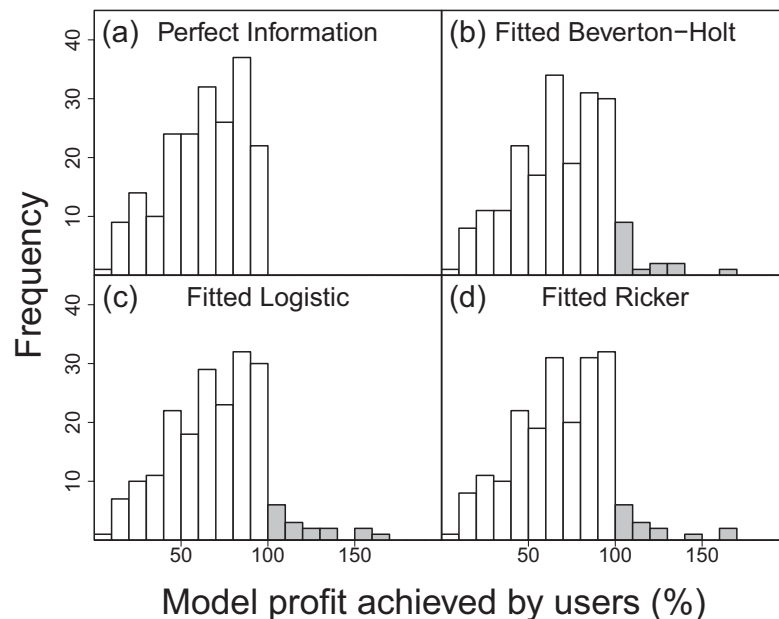 (a) Perfect Information
(b) Fitted Beverton−Holt
40
30
20
10
Frequency
(c) Fitted Logistic
(d) Fitted Ricker
40
30
20
10
50 100 150
50 100 150
Model profit achieved by users (%)